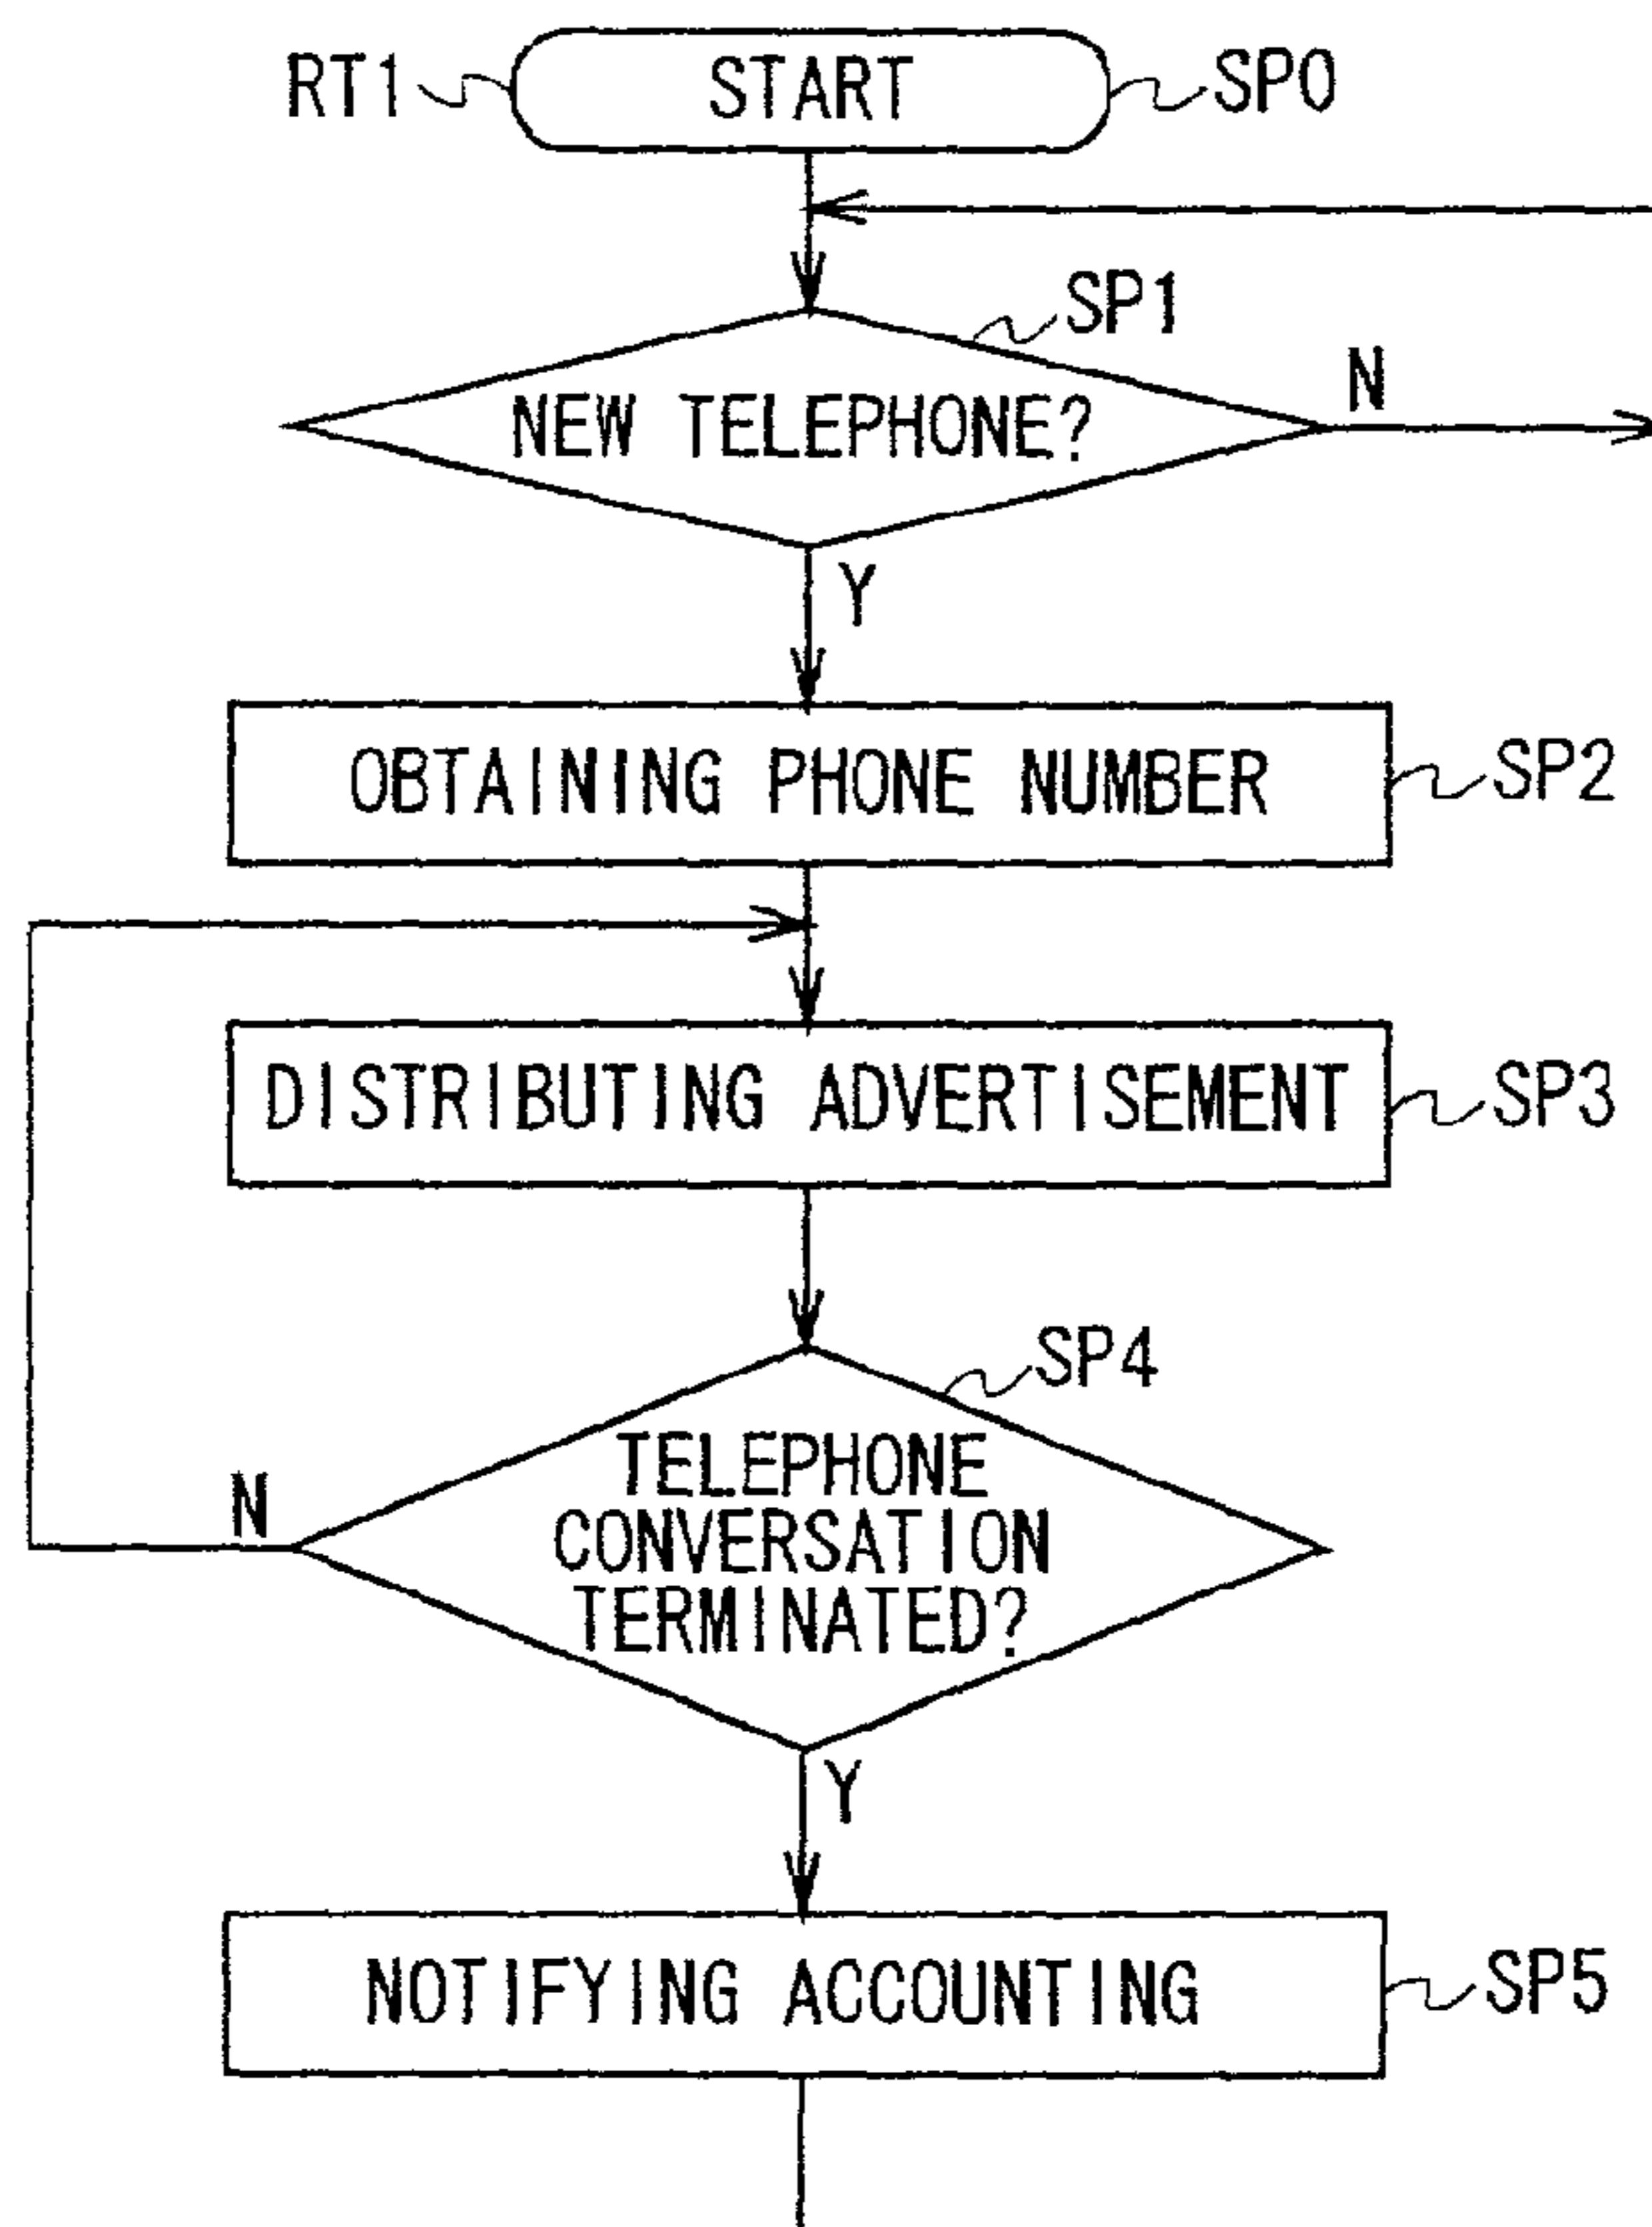 RT1 START SP0
SP1
NEW TELEPHONE? N
Y
OBTAINING PHONE NUMBER SP2
DISTRIBUTING ADVERTISEMENT SP3
SP4
TELEPHONE
N CONVERSATION
TERMINATED?
Y
NOTIFYING ACCOUNTING SP5